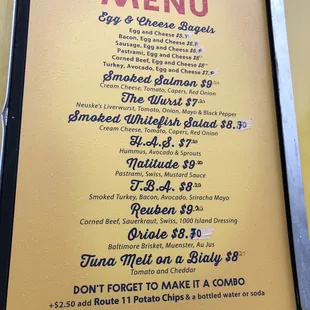 MENU
Egg & Cheese Bagels
Egg and Cheese $5.
Bacon, Egg and Cheese $6.
Sausage, Egg and Cheese $6.
Pastrami, Egg and Cheese $8
Corned Beef, Egg and Cheese $8
Turkey, Avocado, Egg and Cheese $7.
Smoked Salmon $9
Cream Cheese, Tomato, Capers, Red Onion
The Wurst $7
Neuske's Liverwurst, Tomato, Onion, Mayo & Black Pepper
Smoked Whitefish Salad $8.70
Cream Cheese, Tomato, Capers, Red Onion
H.A.S. $7
Hummus, Avocado & Sprouts
Natitude $9
Pastrami, Swiss, Mustard Sauce
T.B.A. $8
Smoked Turkey, Bacon, Avocado, Sriracha Mayo
Reuben $9
Corned Beef, Sauerkraut, Swiss, 1000 Island Dressing
Oriole $8.70
Baltimore Brisket, Muenster, Au Jus
Tuna Melt on a Bialy $8
Tomato and Cheddar
DON'T FORGET TO MAKE IT A COMBO
+$2.50 add Route 11 Potato Chips & a bottled water or soda